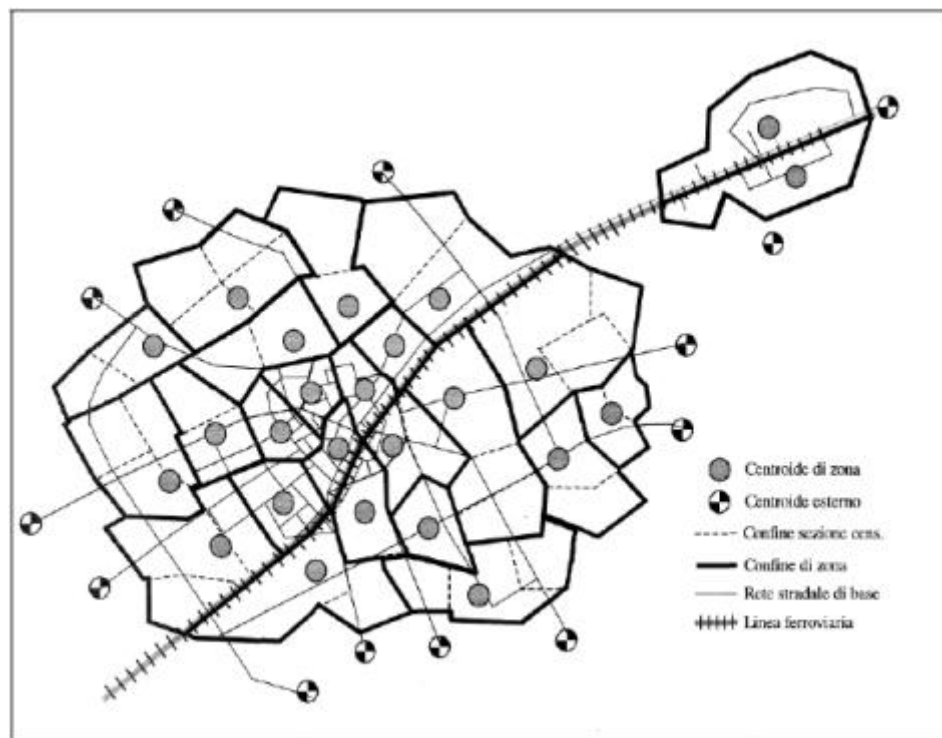 Centroide di zona
Centroide esterno
Confine sezione cens.
Confine di zona
Rete stradale di base
Linea ferroviaria